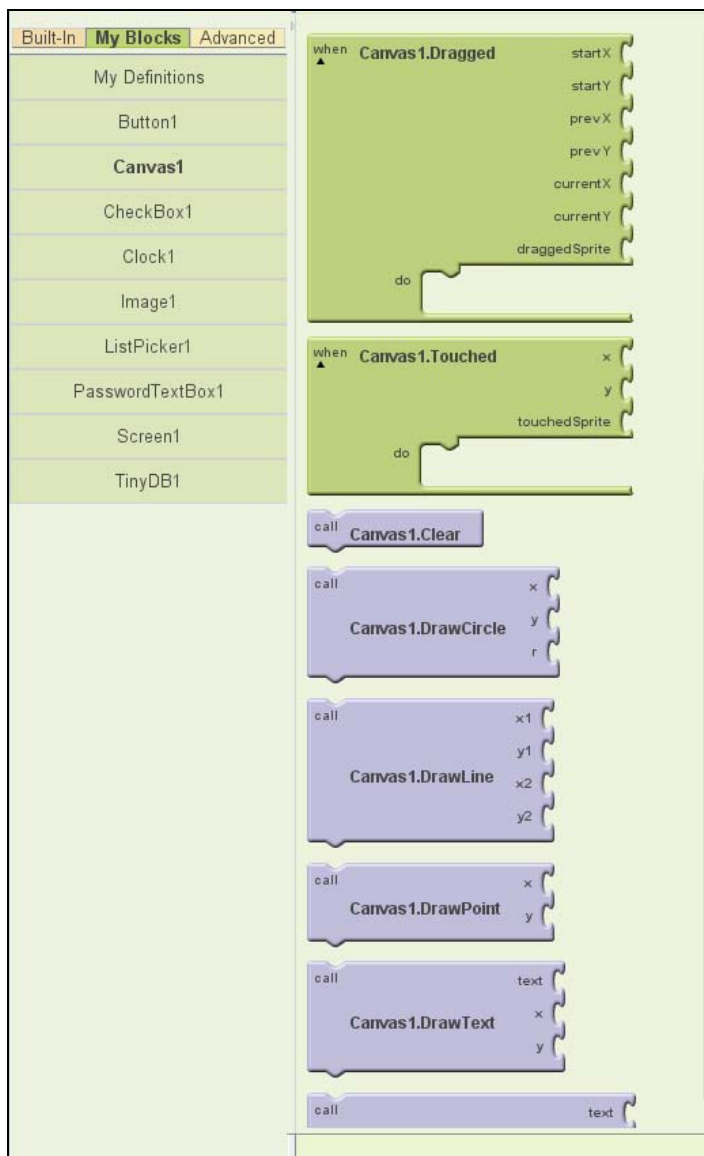 Built-In My Blocks Advanced
My Definitions
Button1
Canvas1
CheckBox1
Clock1
Image1
ListPicker1
PasswordTextBox1
Screen1
TinyDB1
when Canvas1.Dragged startX
startY
prevX
prevY
currentX
currentY
draggedSprite
do
when Canvas1.Touched x
y
touchedSprite
do
call Canvas1.Clear
call x
Canvas1.DrawCircle y
r
call x1
y1
Canvas1.DrawLine x2
y2
call x
Canvas1.DrawPoint y
call text
Canvas1.DrawText x
y
call text